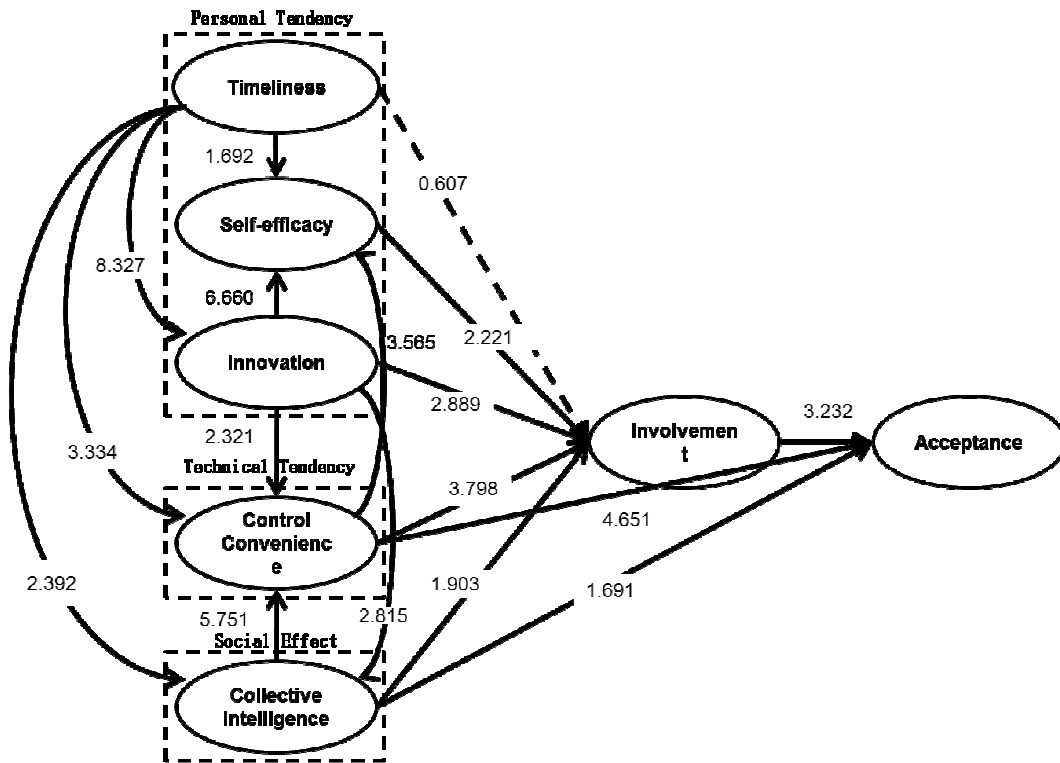 Personal Tendency
Timeliness
1.692
0.607
Self-efficacy
8.327
6.660
3.565
2.221
Innovation
2.889
2.321
3.334
3.232
Involvemen
t
Acceptance
Technical Tendency
3.798
4.651
Control
Convenienc
e
2.392
1.903
1.691
5.751
2.815
Social Effect
Collective
Intelligence